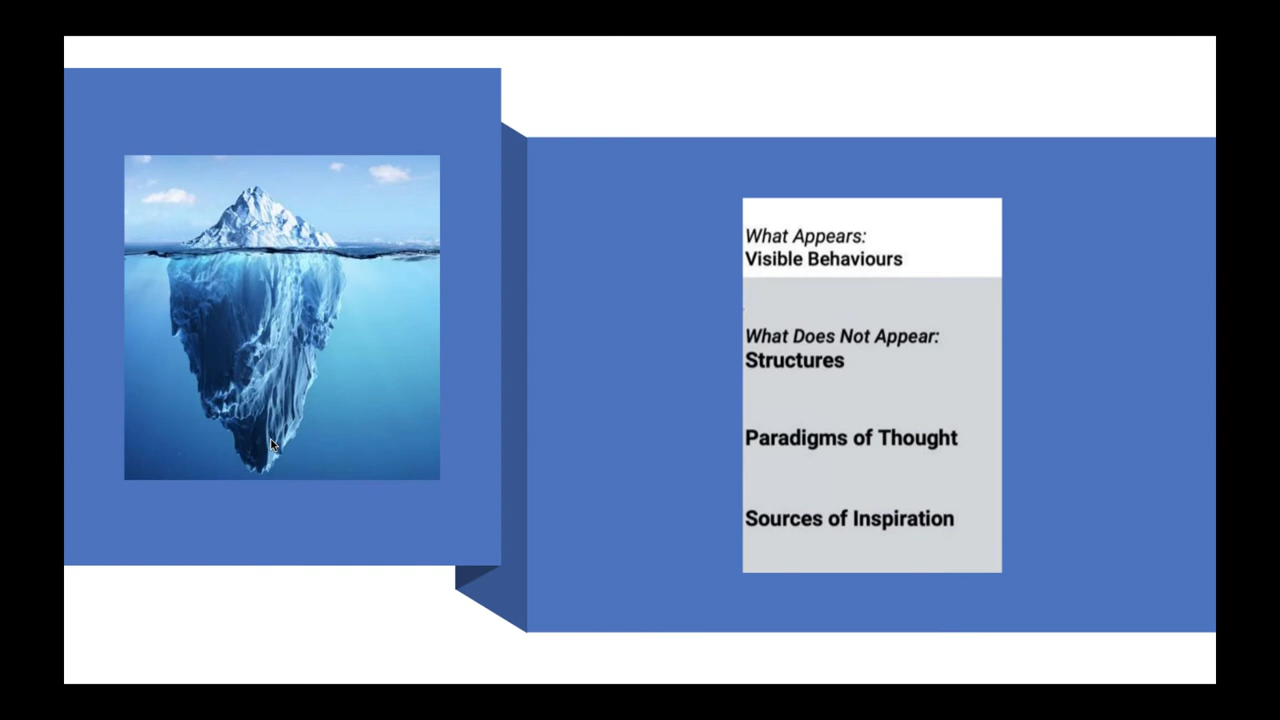 What Appears:
Visible Behaviours
What Does Not Appear:
Structures
Paradigms of Thought
Sources of Inspiration